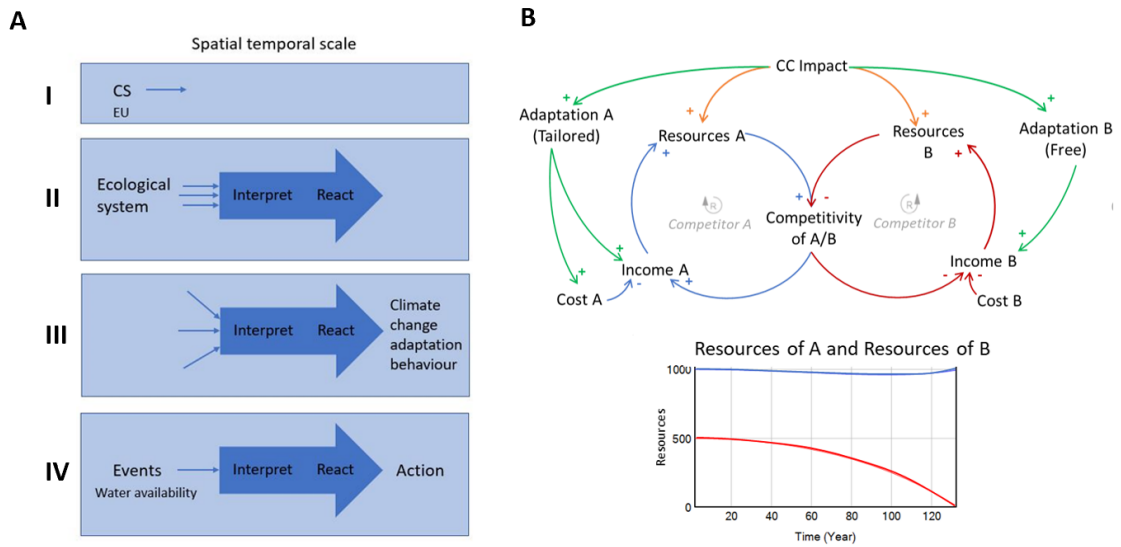 A
Spatial temporal scale
I
CS
EU
II
Ecological
system
Interpret
React
III
Interpret
React
Climate
change
adaptation
behaviour
IV
Events
Water availability
Interpret
React
Action
B
CC Impact
+
+
+
+
Adaptation A
(Tailored)
Resources A
+
Resources
B
+
Adaptation B
(Free)
R
Competitor A
+
-
Competitivity
of A/B
R
Competitor B
+
+
Income A
+
-
+
Cost A
+
Income B
-
-
Cost B
Resources of A and Resources of B
Resources
1000
500
0
20
40
60
80
100
120
Time (Year)